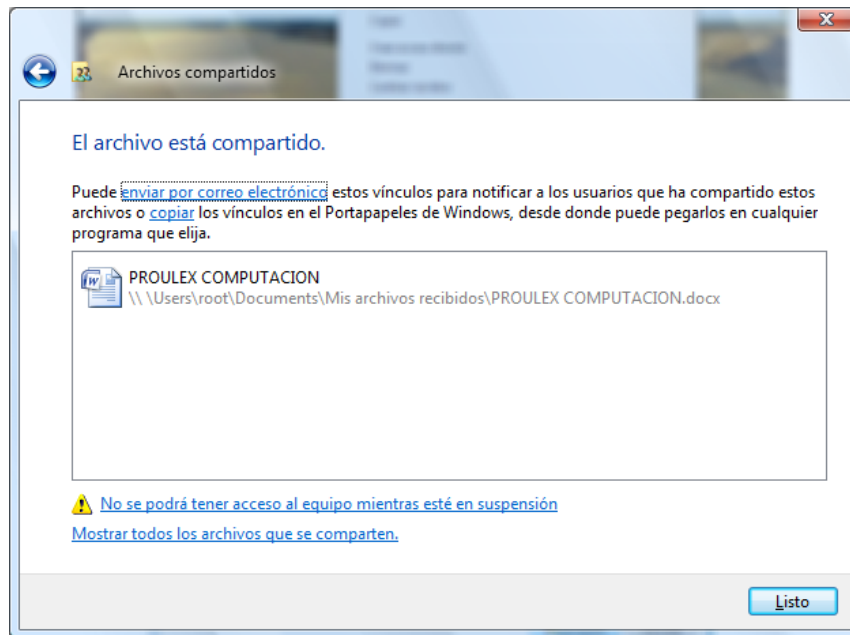 Archivos compartidos
El archivo está compartido.
Puede enviar por correo electrónico estos vínculos para notificar a los usuarios que ha compartido estos
archivos o copiar los vínculos en el Portapapeles de Windows, desde donde puede pegarlos en cualquier
programa que elija.
PROULEX COMPUTACION
\\ \Users\root\Documents\Mis archivos recibidos\PROULEX COMPUTACION.docx
No se podrá tener acceso al equipo mientras esté en suspensión
Mostrar todos los archivos que se comparten.
Listo